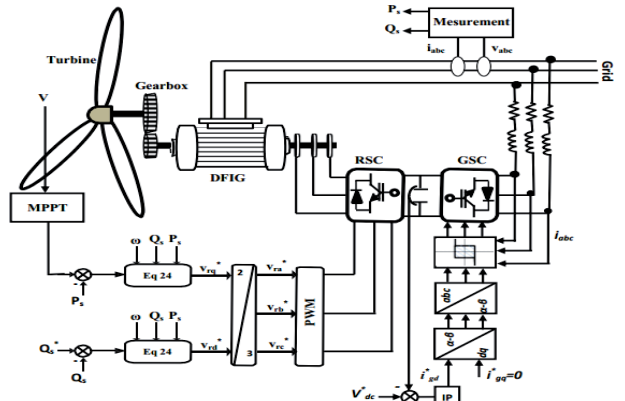 Ps
Qs
Mesurement
iabc
vabc
Turbine
Grid
Gearbox
V
DFIG
RSC
GSC
MPPT
iabc
ω Qs Ps
Eq 24
vrq*
2
3
vra*
vrb*
vrc*
PWM
-
Ps
ω Qs Ps
Qs*
Eq 24
vrd*
-
Qs
abc
α-β
α-β
dq
i*gd
i*gq=0
-
V*dc
IP